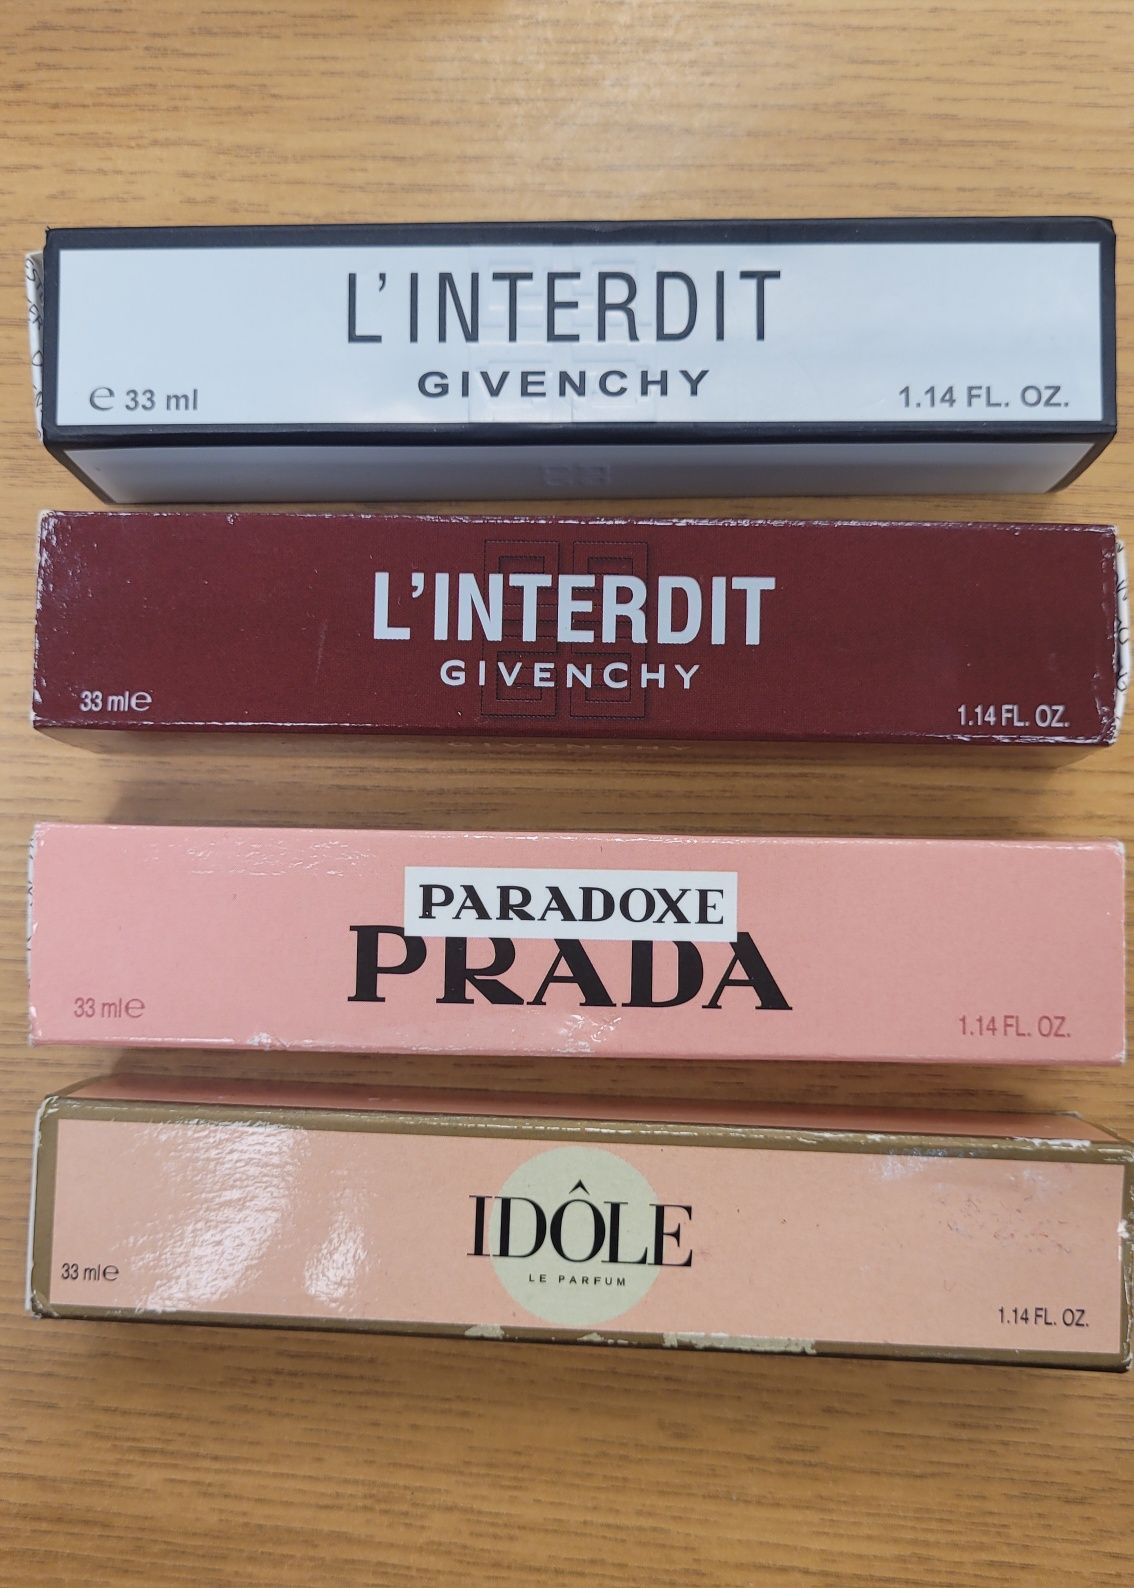 L'INTERDIT
GIVENCHY
℮ 33 ml
1.14 FL. OZ.
L'INTERDIT
GIVENCHY
33 ml℮
1.14 FL. OZ.
GIVENCHY
PARADOXE
PRADA
33 ml℮
1.14 FL. OZ.
IDÔLE
LE PARFUM
33 ml℮
1.14 FL. OZ.